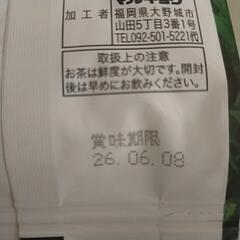 加工者 福岡県大野城市
山田5丁目3番1号
TEL092-501-5221代
取扱上の注意
お茶は鮮度が大切です。開封
後は早めにお飲みください。
賞味期限
26.06.08